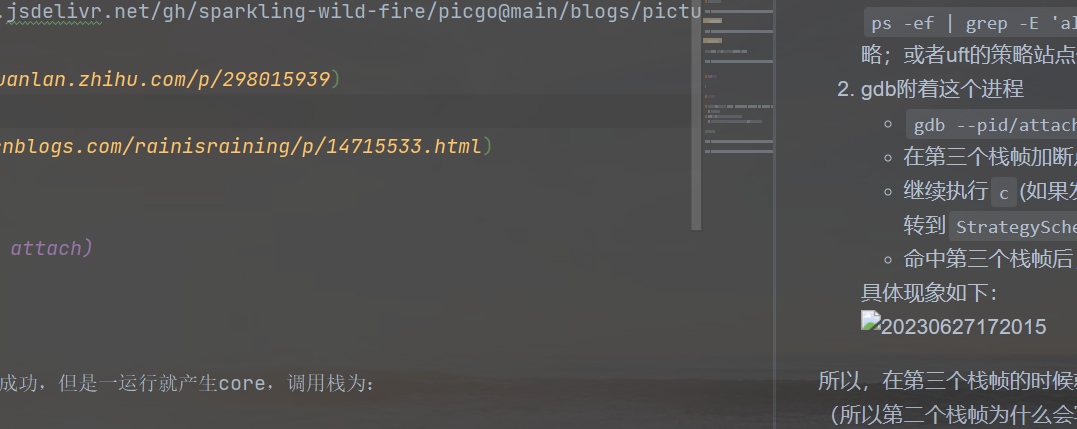 .jsdelivr.net/gh/sparkling-wild-fire/picgo@main/blogs/pictu
uanlan.zhihu.com/p/298015939)
cnblogs.com/rainisraining/p/14715533.html)
attach)
成功，但是一运行就产生core，调用栈为：
ps -ef | grep -E 'al
略；或者uft的策略站点
2. gdb附着这个进程
gdb --pid/attach
在第三个栈帧加断点
继续执行 c (如果发
转到 StrategySche
命中第三个栈帧后
具体现象如下：
20230627172015
所以，在第三个栈帧的时候就
（所以第二个栈帧为什么会写